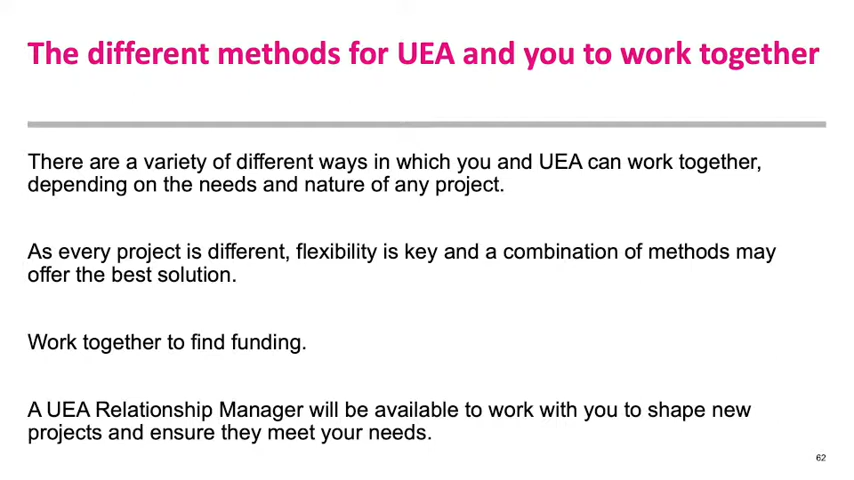 The different methods for UEA and you to work together
There are a variety of different ways in which you and UEA can work together,
depending on the needs and nature of any project.
As every project is different, flexibility is key and a combination of methods may
offer the best solution.
Work together to find funding.
A UEA Relationship Manager will be available to work with you to shape new
projects and ensure they meet your needs.
62